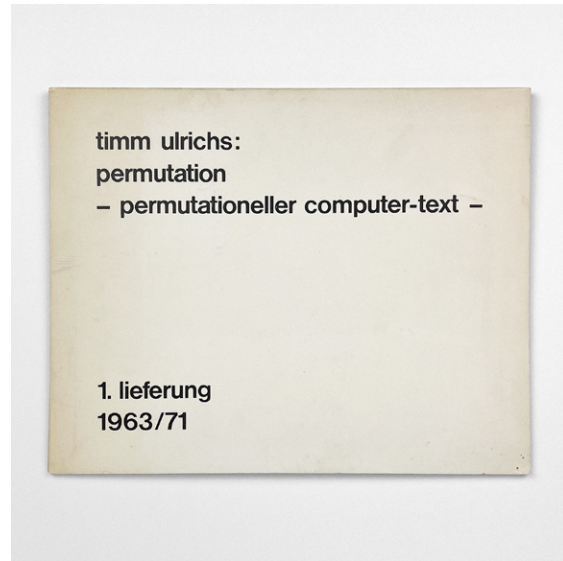 timm ulrichs:
permutation
– permutationeller computer-text –
1. lieferung
1963/71